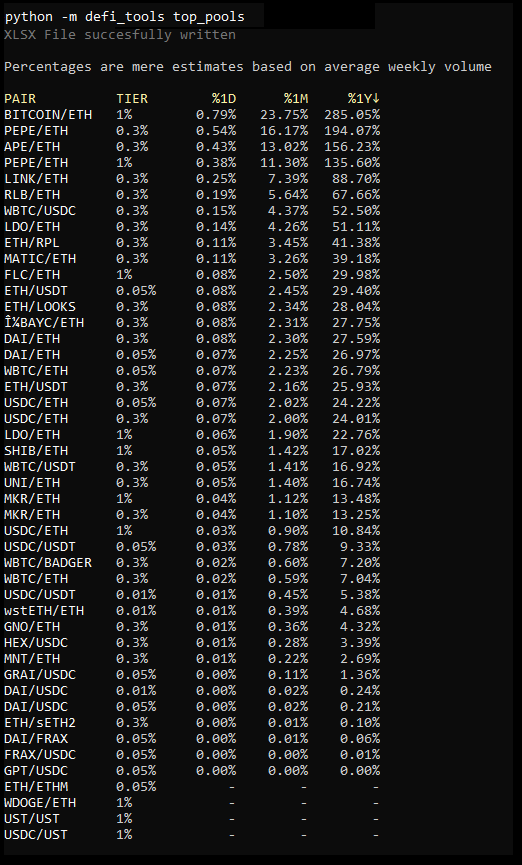 python -m defi_tools top_pools
XLSX File succesfully written
Percentages are mere estimates based on average weekly volume
PAIR TIER %1D %1M %1Y↓
BITCOIN/ETH 1% 0.79% 23.75% 285.05%
PEPE/ETH 0.3% 0.54% 16.17% 194.07%
APE/ETH 0.3% 0.43% 13.02% 156.23%
PEPE/ETH 1% 0.38% 11.30% 135.60%
LINK/ETH 0.3% 0.25% 7.39% 88.70%
RLB/ETH 0.3% 0.19% 5.64% 67.66%
WBTC/USDC 0.3% 0.15% 4.37% 52.50%
LDO/ETH 0.3% 0.14% 4.26% 51.11%
ETH/RPL 0.3% 0.11% 3.45% 41.38%
MATIC/ETH 0.3% 0.11% 3.26% 39.18%
FLC/ETH 1% 0.08% 2.50% 29.98%
ETH/USDT 0.05% 0.08% 2.45% 29.40%
ETH/LOOKS 0.3% 0.08% 2.34% 28.04%
Î¼BAYC/ETH 0.3% 0.08% 2.31% 27.75%
DAI/ETH 0.3% 0.08% 2.30% 27.59%
DAI/ETH 0.05% 0.07% 2.25% 26.97%
WBTC/ETH 0.05% 0.07% 2.23% 26.79%
ETH/USDT 0.3% 0.07% 2.16% 25.93%
USDC/ETH 0.05% 0.07% 2.02% 24.22%
USDC/ETH 0.3% 0.07% 2.00% 24.01%
LDO/ETH 1% 0.06% 1.90% 22.76%
SHIB/ETH 1% 0.05% 1.42% 17.02%
WBTC/USDT 0.3% 0.05% 1.41% 16.92%
UNI/ETH 0.3% 0.05% 1.40% 16.74%
MKR/ETH 1% 0.04% 1.12% 13.48%
MKR/ETH 0.3% 0.04% 1.10% 13.25%
USDC/ETH 1% 0.03% 0.90% 10.84%
USDC/USDT 0.05% 0.03% 0.78% 9.33%
WBTC/BADGER 0.3% 0.02% 0.60% 7.20%
WBTC/ETH 0.3% 0.02% 0.59% 7.04%
USDC/USDT 0.01% 0.01% 0.45% 5.38%
wstETH/ETH 0.01% 0.01% 0.39% 4.68%
GNO/ETH 0.3% 0.01% 0.36% 4.32%
HEX/USDC 0.3% 0.01% 0.28% 3.39%
MNT/ETH 0.3% 0.01% 0.22% 2.69%
GRAI/USDC 0.05% 0.00% 0.11% 1.36%
DAI/USDC 0.01% 0.00% 0.02% 0.24%
DAI/USDC 0.05% 0.00% 0.02% 0.21%
ETH/sETH2 0.3% 0.00% 0.01% 0.10%
DAI/FRAX 0.05% 0.00% 0.01% 0.06%
FRAX/USDC 0.05% 0.00% 0.00% 0.01%
GPT/USDC 0.05% 0.00% 0.00% 0.00%
ETH/ETHM 0.05% - - -
WDOGE/ETH 1% - - -
UST/UST 1% - - -
USDC/UST 1% - - -